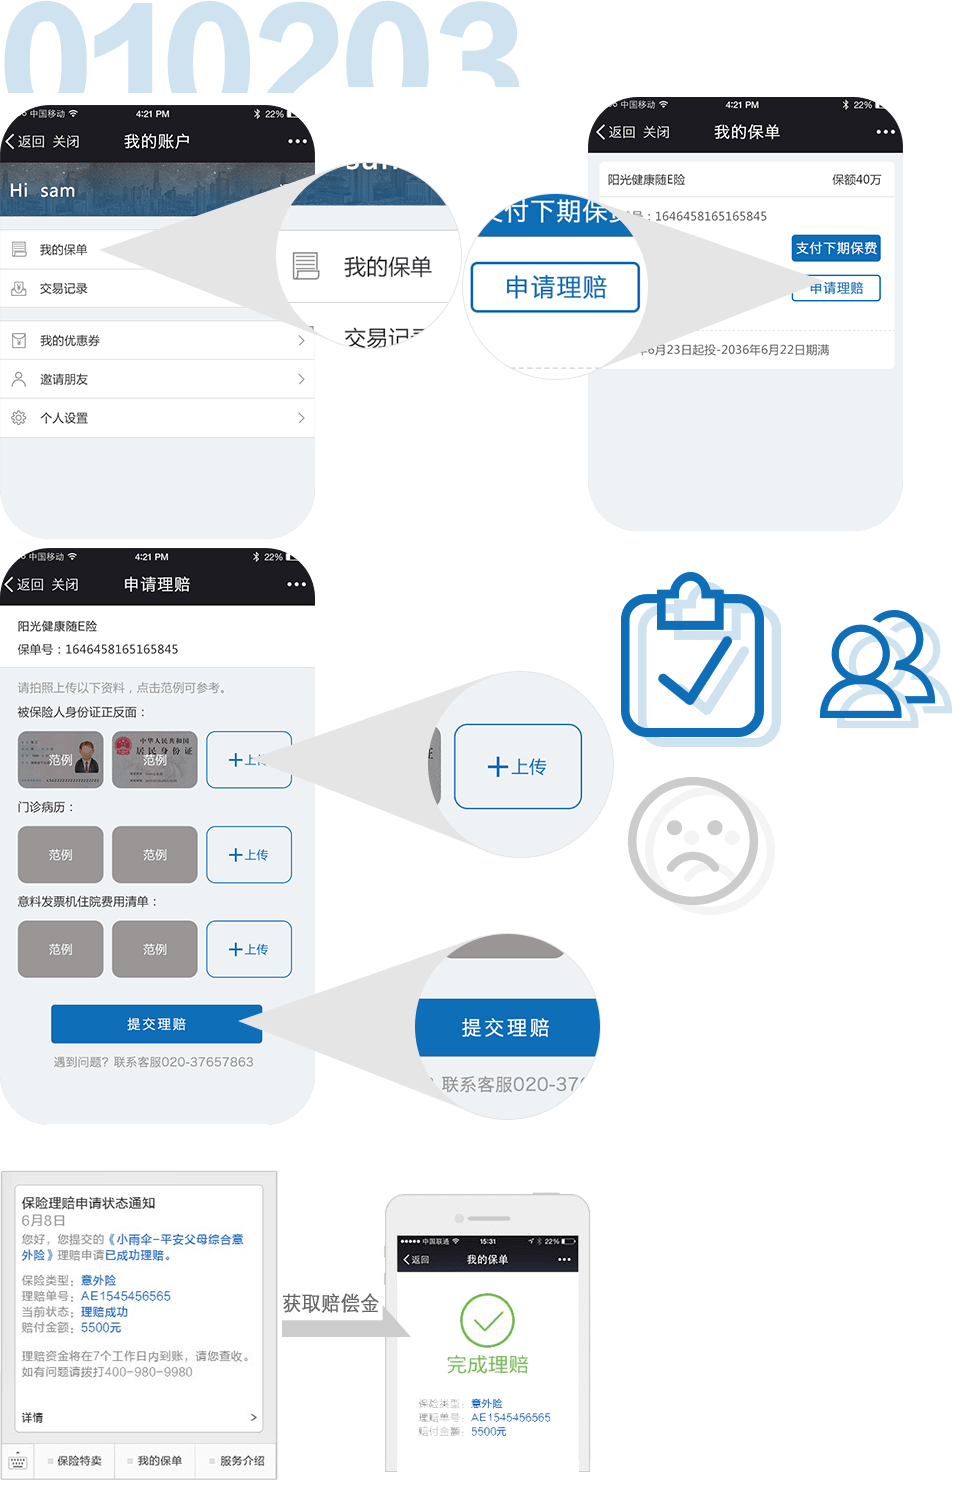 010203
中国移动 4:21 PM 22%
返回 关闭 我的账户
Hi sam
我的保单
交易记录
我的优惠券
邀请朋友
个人设置
我的保单
交易记录
支付下期保费
申请理赔
中国移动 4:21 PM 22%
返回 关闭 我的保单
阳光健康随E险 保额40万
号：1646458165165845
支付下期保费
申请理赔
6月23日起投-2036年6月22日期满
中国移动 4:21 PM 22%
返回 关闭 申请理赔
阳光健康随E险
保单号：1646458165165845
请拍照上传以下资料，点击范例可参考。
被保险人身份证正反面：
范例 中华人民共和国 居民身份证 范例 +上传
门诊病历：
范例 范例 +上传
意料发票机住院费用清单：
范例 范例 +上传
提交理赔
遇到问题？联系客服020-37657863
+上传
提交理赔
联系客服020-376
保险理赔申请状态通知
6月8日
您好，您提交的《小雨伞-平安父母综合意
外险》理赔申请已成功理赔。
保险类型：意外险
理赔单号：AE1545456565
当前状态：理赔成功
赔付金额：5500元
理赔资金将在7个工作日内到账，请您查收。
如有问题请拨打400-980-9980
详情 >
保险特卖 我的保单 服务介绍
获取赔偿金
中国联通 15:31 22%
返回 我的保单
完成理赔
保险类型：意外险
理赔单号：AE1545456565
赔付金额：5500元